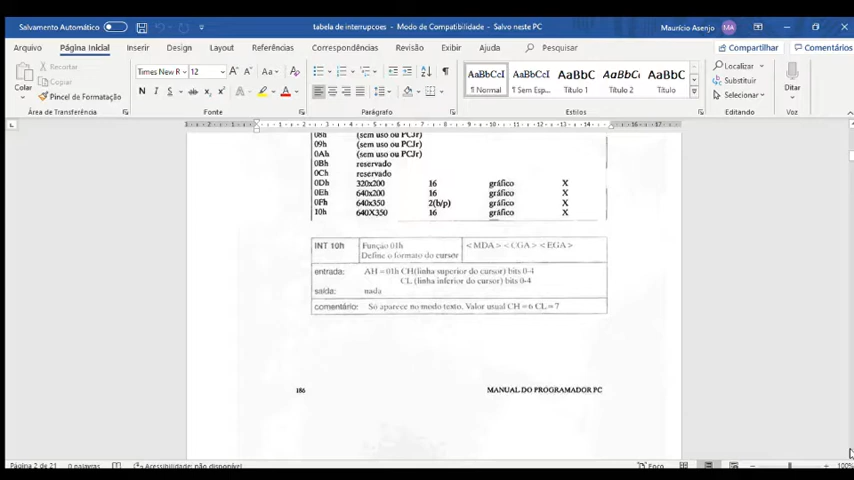 Salvamento Automático
tabela de interrupcoes - Modo de Compatibilidade - Salvo neste PC
Maurício Asenjo
MA
Arquivo Página Inicial Inserir Design Layout Referências Correspondências Revisão Exibir Ajuda Pesquisar Compartilhar Comentários
Colar
Recortar
Copiar
Pincel de Formatação
Área de Transferência
Times New R 12
Fonte
Parágrafo
AaBbCcI AaBbCcI AaBbC AaBbCc AaBbC
¶ Normal ¶ Sem Esp... Título 1 Título 2 Título
Estilos
Localizar
Substituir
Selecionar
Editando
Ditar
Voz
08h (sem uso ou PCJr)
09h (sem uso ou PCJr)
0Ah (sem uso ou PCJr)
0Bh reservado
0Ch reservado
0Dh 320x200 16 gráfico X
0Eh 640x200 16 gráfico X
0Fh 640x350 2(b/p) gráfico X
10h 640X350 16 gráfico X
INT 10h Função 01h <MDA> <CGA> <EGA>
Define o formato do cursor
entrada: AH = 01h CH(linha superior do cursor) bits 0-4
CL (linha inferior do cursor) bits 0-4
saída: nada
comentário: Só aparece no modo texto. Valor usual CH = 6 CL = 7
186 MANUAL DO PROGRAMADOR PC
Página 2 de 21 0 palavras Acessibilidade: não disponível Foco 100%